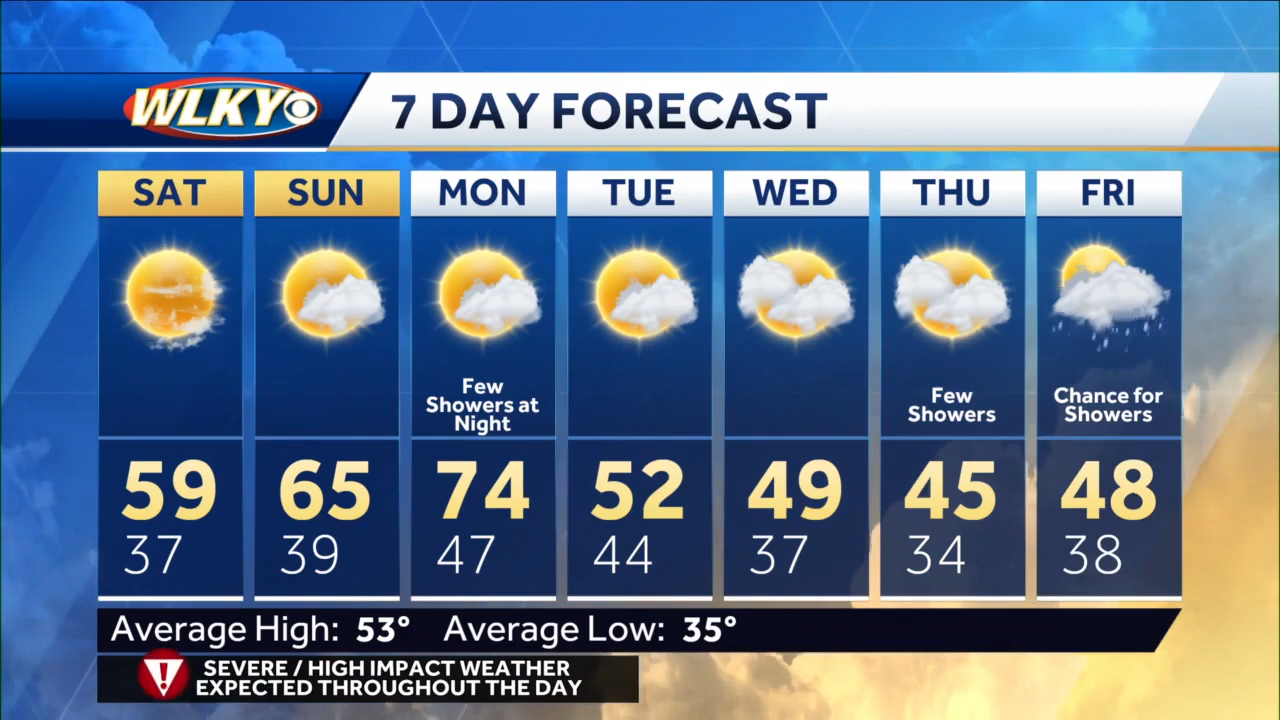 WLKY
7 DAY FORECAST
SAT SUN MON TUE WED THU FRI
Few
Showers at
Night
Few
Showers
Chance for
Showers
59 65 74 52 49 45 48
37 39 47 44 37 34 38
Average High: 53° Average Low: 35°
! SEVERE / HIGH IMPACT WEATHER
EXPECTED THROUGHOUT THE DAY